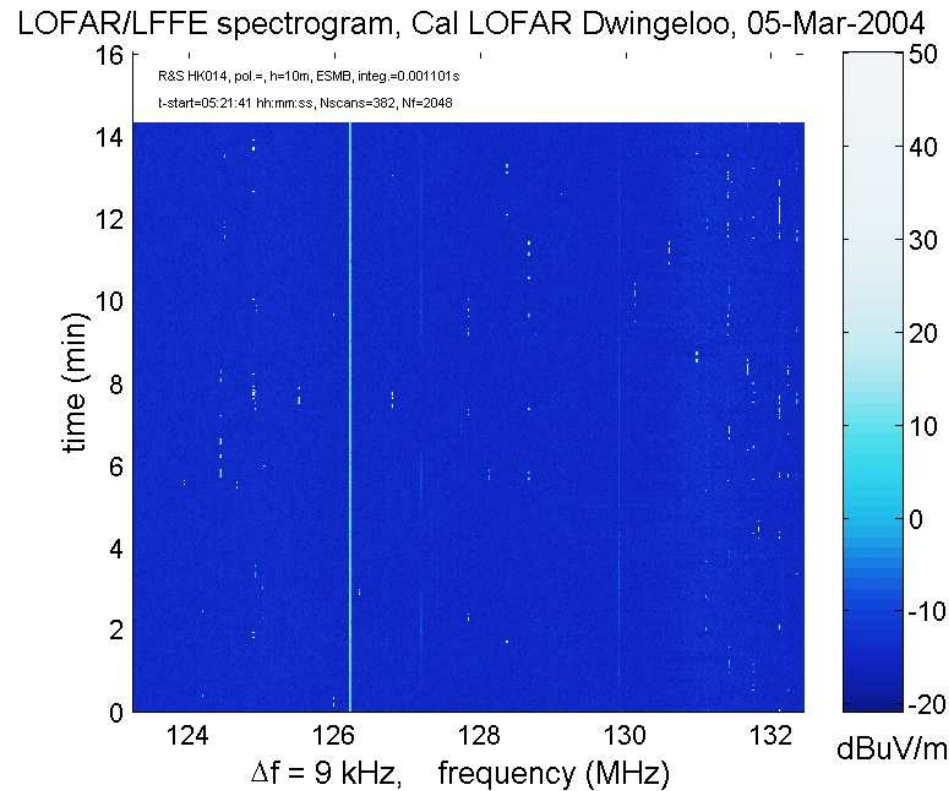 LOFAR/LFFE spectrogram, Cal LOFAR Dwingeloo, 05-Mar-2004
R&S HK014, pol.=, h=10m, ESMB, integ.=0.001101s
t-start=05:21:41 hh:mm:ss, Nscans=382, Nf=2048
16
14
12
10
8
6
4
2
0
time (min)
124 126 128 130 132
Δf = 9 kHz, frequency (MHz)
50
40
30
20
10
0
-10
-20
dBuV/m